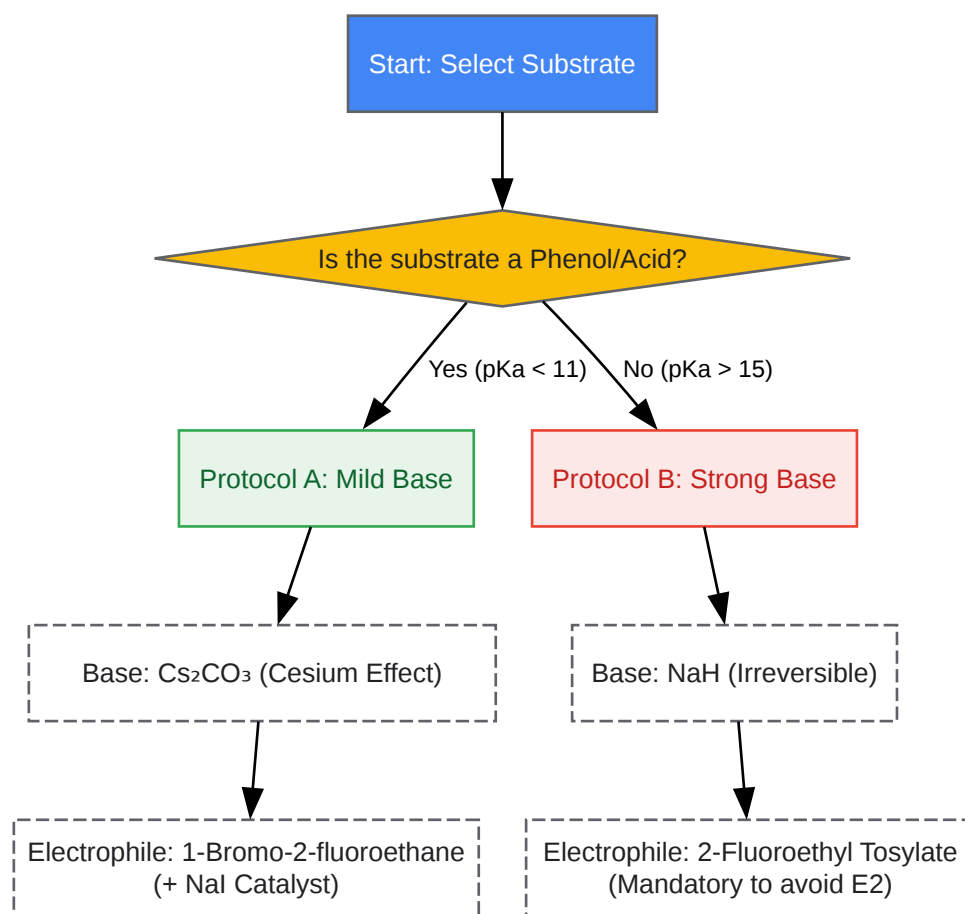 Start: Select Substrate
Is the substrate a Phenol/Acid?
Yes (pKa < 11)
No (pKa > 15)
Protocol A: Mild Base
Protocol B: Strong Base
Base: Cs₂CO₃ (Cesium Effect)
Base: NaH (Irreversible)
Electrophile: 1-Bromo-2-fluoroethane
(+ NaI Catalyst)
Electrophile: 2-Fluoroethyl Tosylate
(Mandatory to avoid E2)